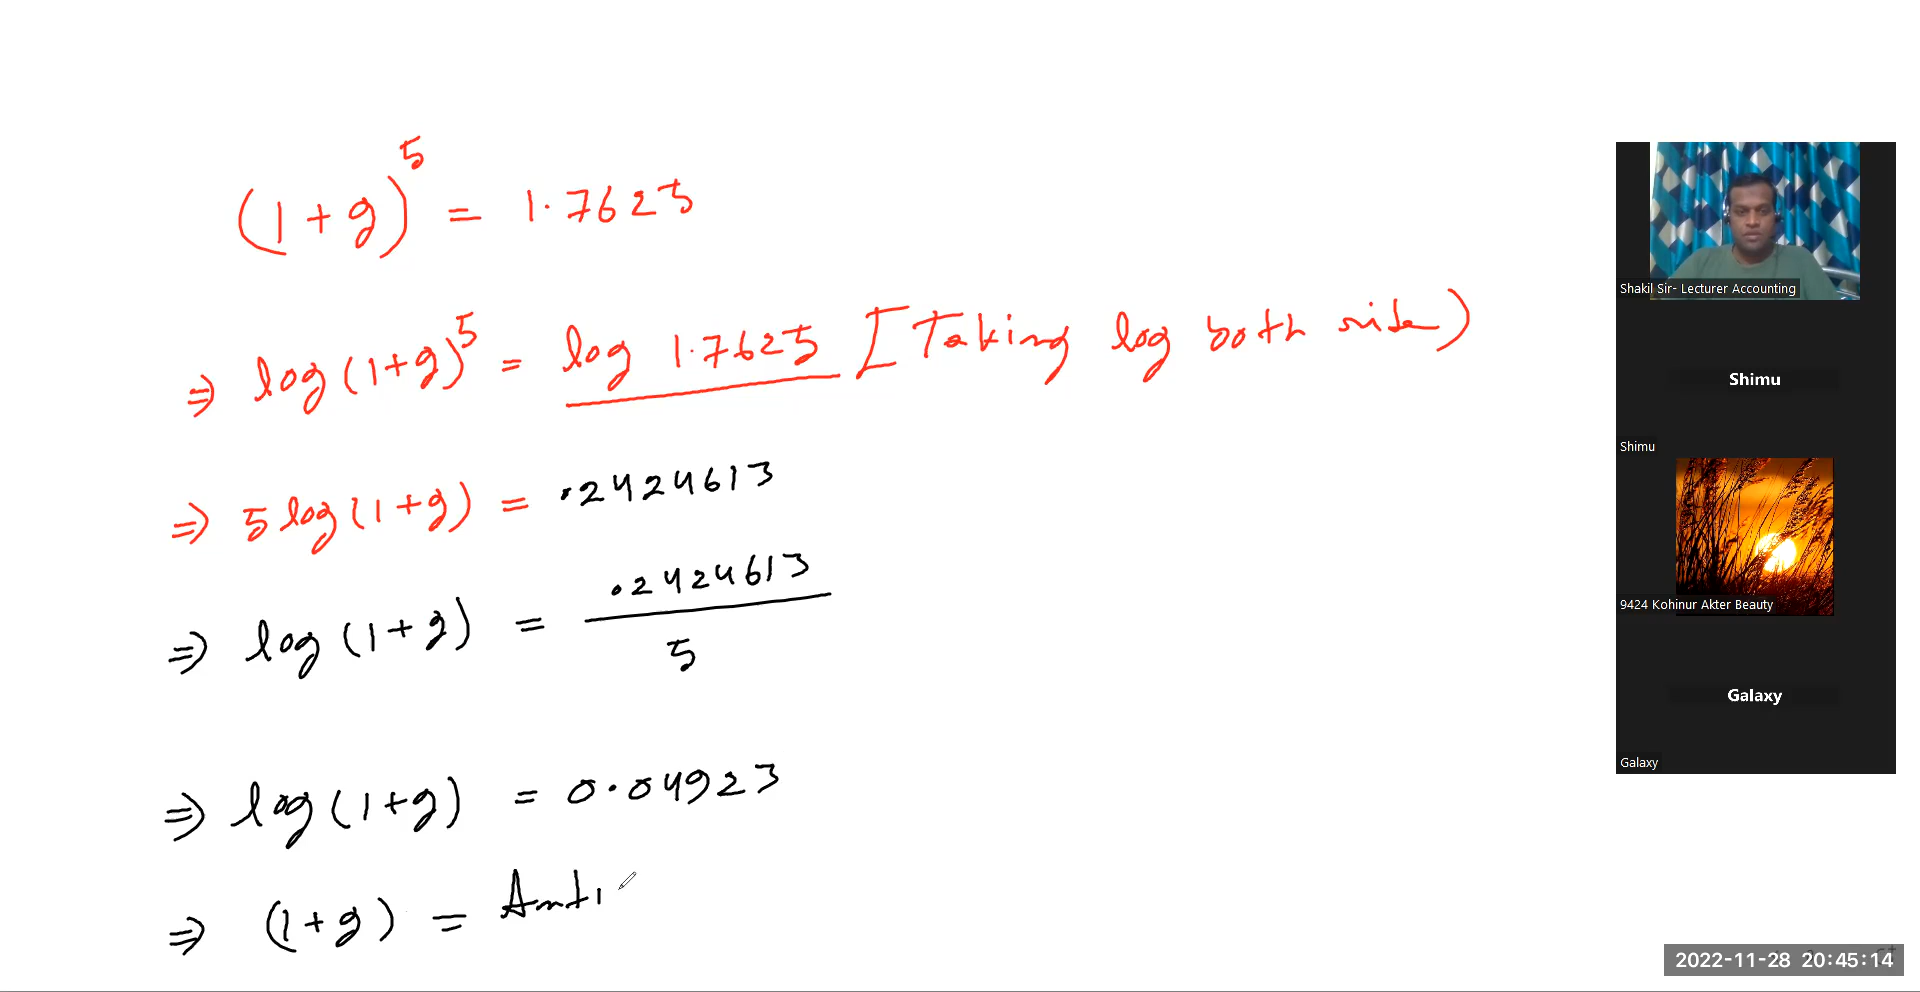 (1+g)⁵ = 1.7625
⇒ log(1+g)⁵ = log 1.7625 [Taking log both side)
⇒ 5 log(1+g) = .2424613
⇒ log(1+g) = .2424613 / 5
⇒ log(1+g) = 0.04923
⇒ (1+g) = Anti
Shakil Sir- Lecturer Accounting
Shimu
Shimu
9424 Kohinur Akter Beauty
Galaxy
Galaxy
2022-11-28 20:45:14